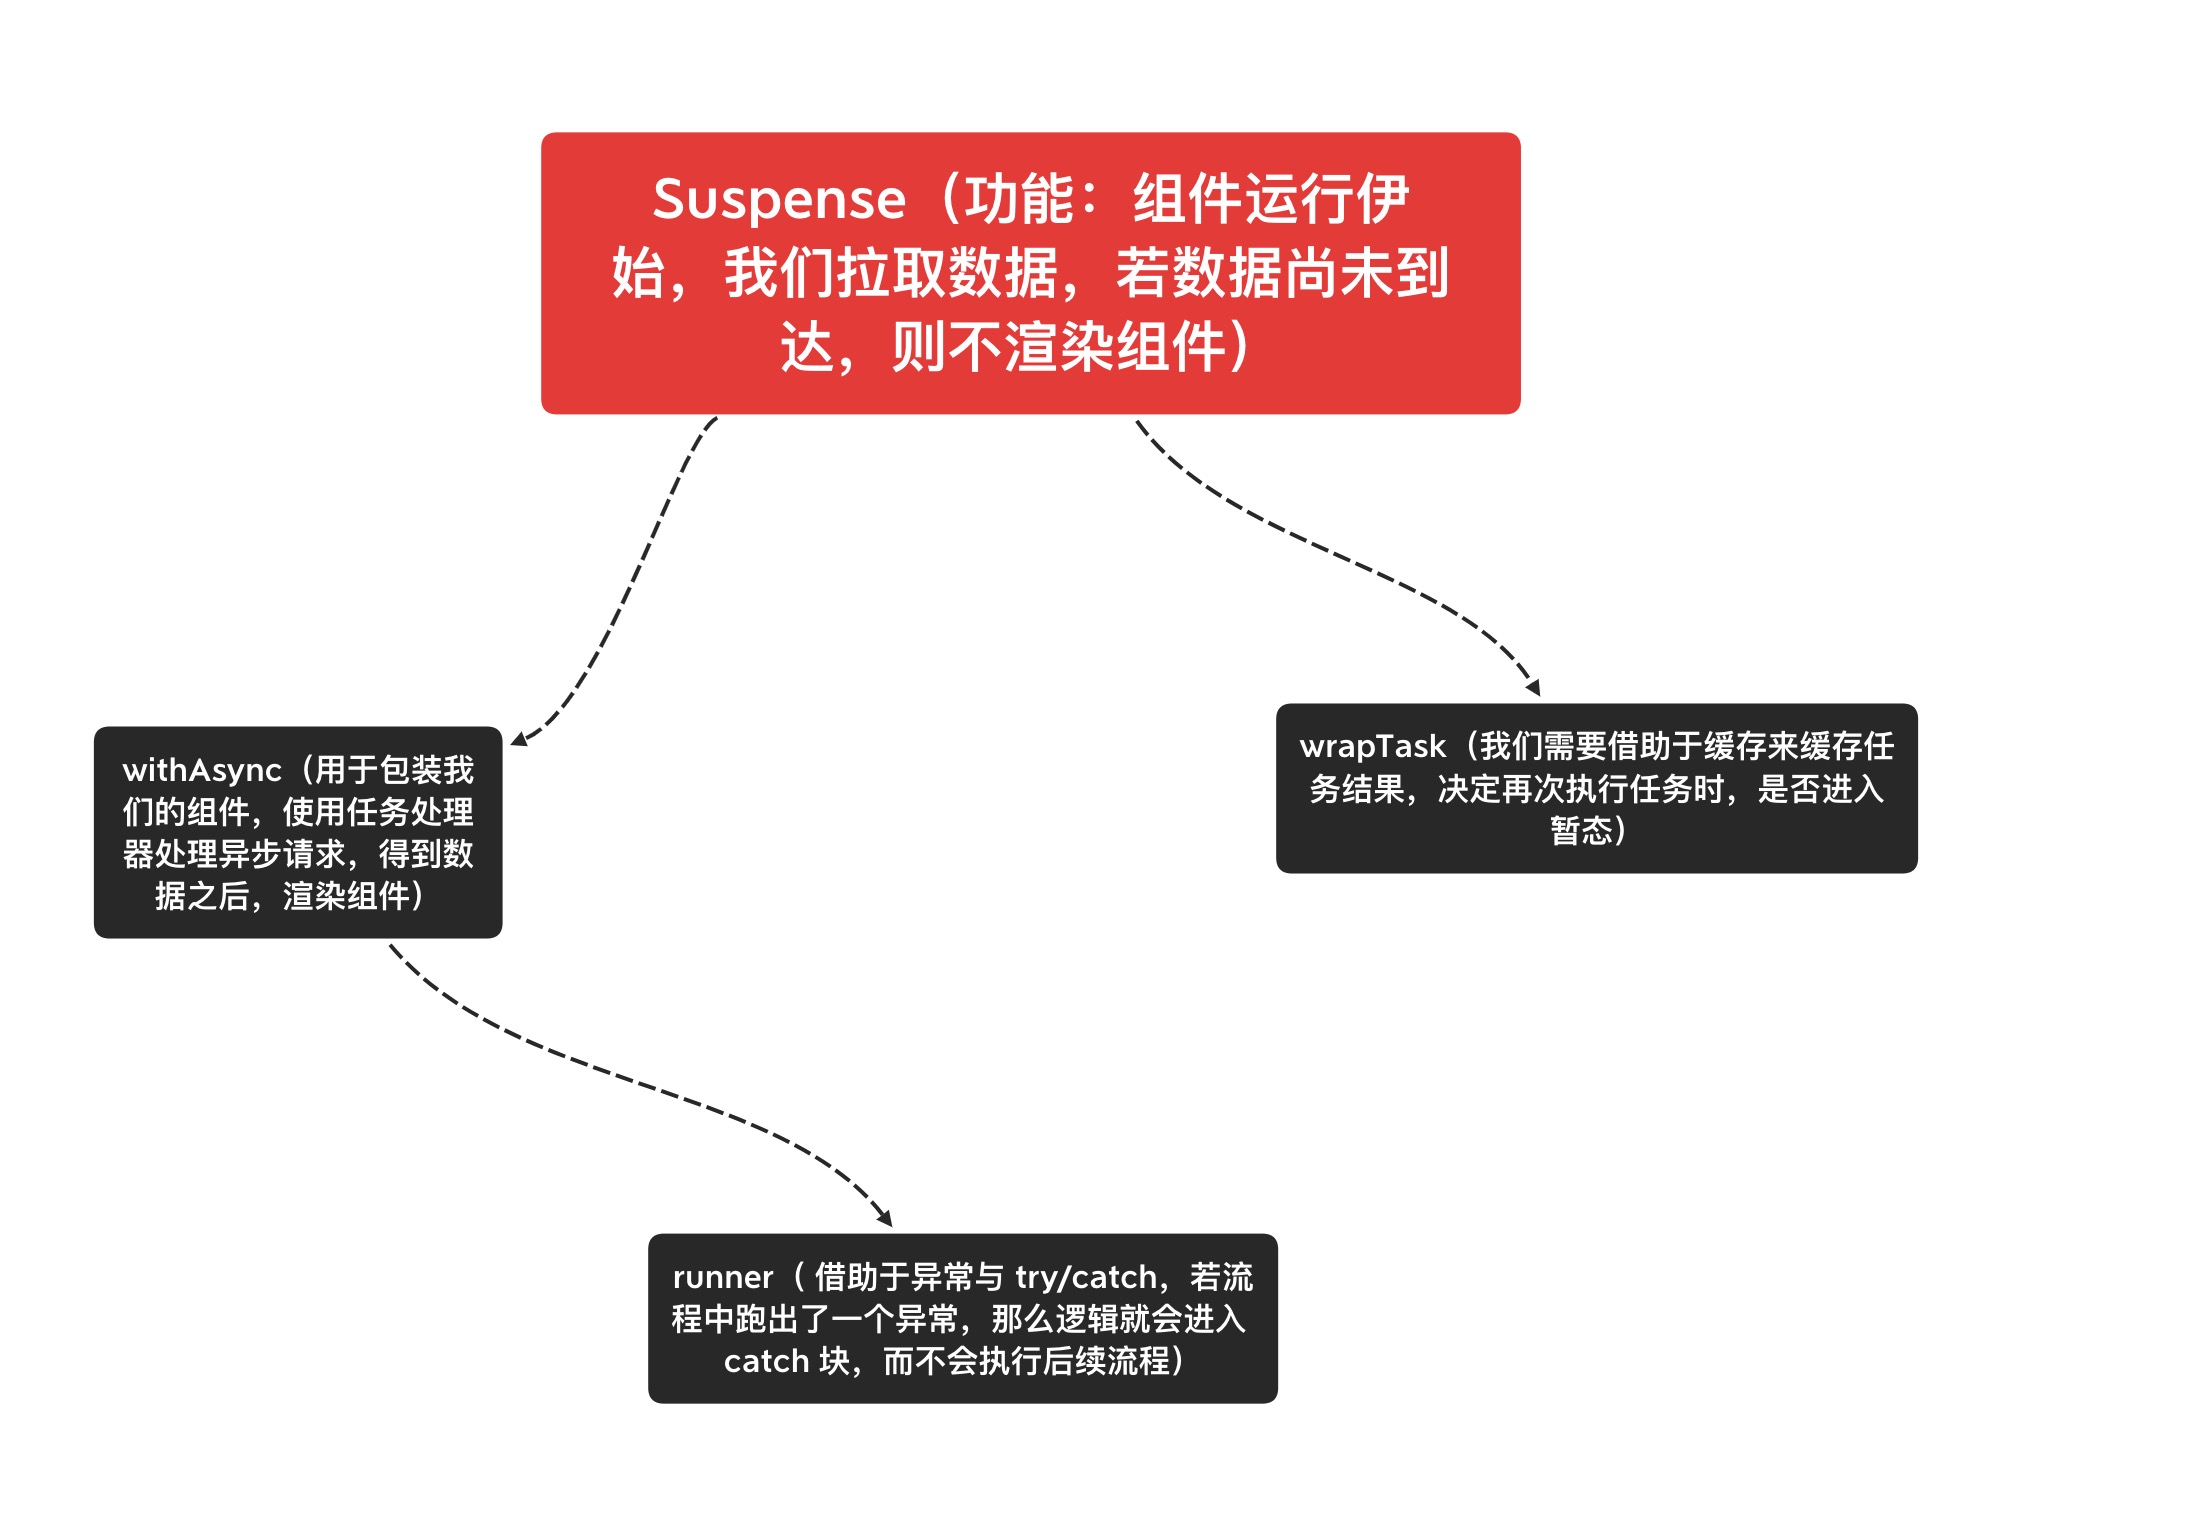 Suspense（功能：组件运行伊
始，我们拉取数据，若数据尚未到
达，则不渲染组件）
withAsync（用于包装我
们的组件，使用任务处理
器处理异步请求，得到数
据之后，渲染组件）
wrapTask（我们需要借助于缓存来缓存任
务结果，决定再次执行任务时，是否进入
暂态）
runner（ 借助于异常与 try/catch，若流
程中跑出了一个异常，那么逻辑就会进入
catch 块，而不会执行后续流程）